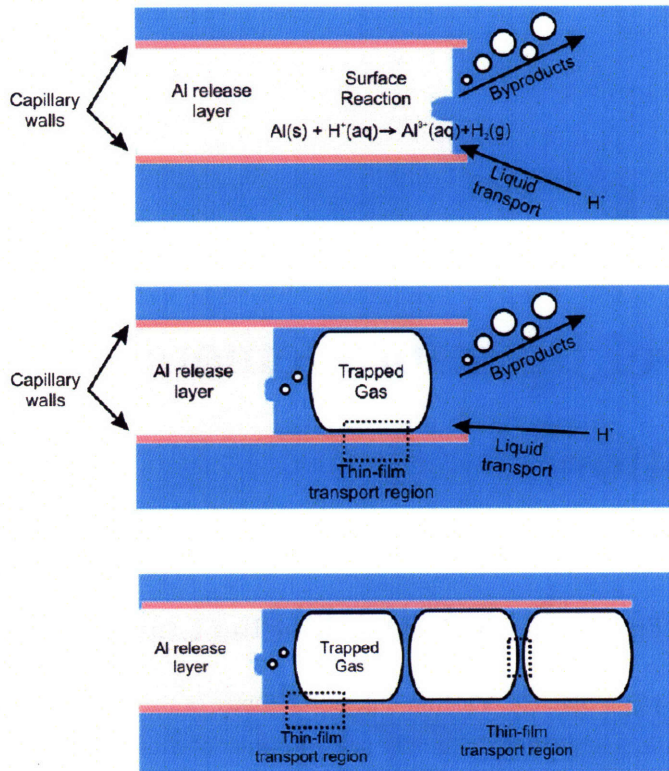 Capillary
walls
Al release
layer
Surface
Reaction
Al(s) + H⁺(aq)→ Al³⁺(aq)+H₂(g)
Byproducts
Liquid
transport
H⁺
Capillary
walls
Al release
layer
Trapped
Gas
Byproducts
H⁺
Liquid
transport
Thin-film
transport region
Al release
layer
Trapped
Gas
Thin-film
transport region
Thin-film
transport region